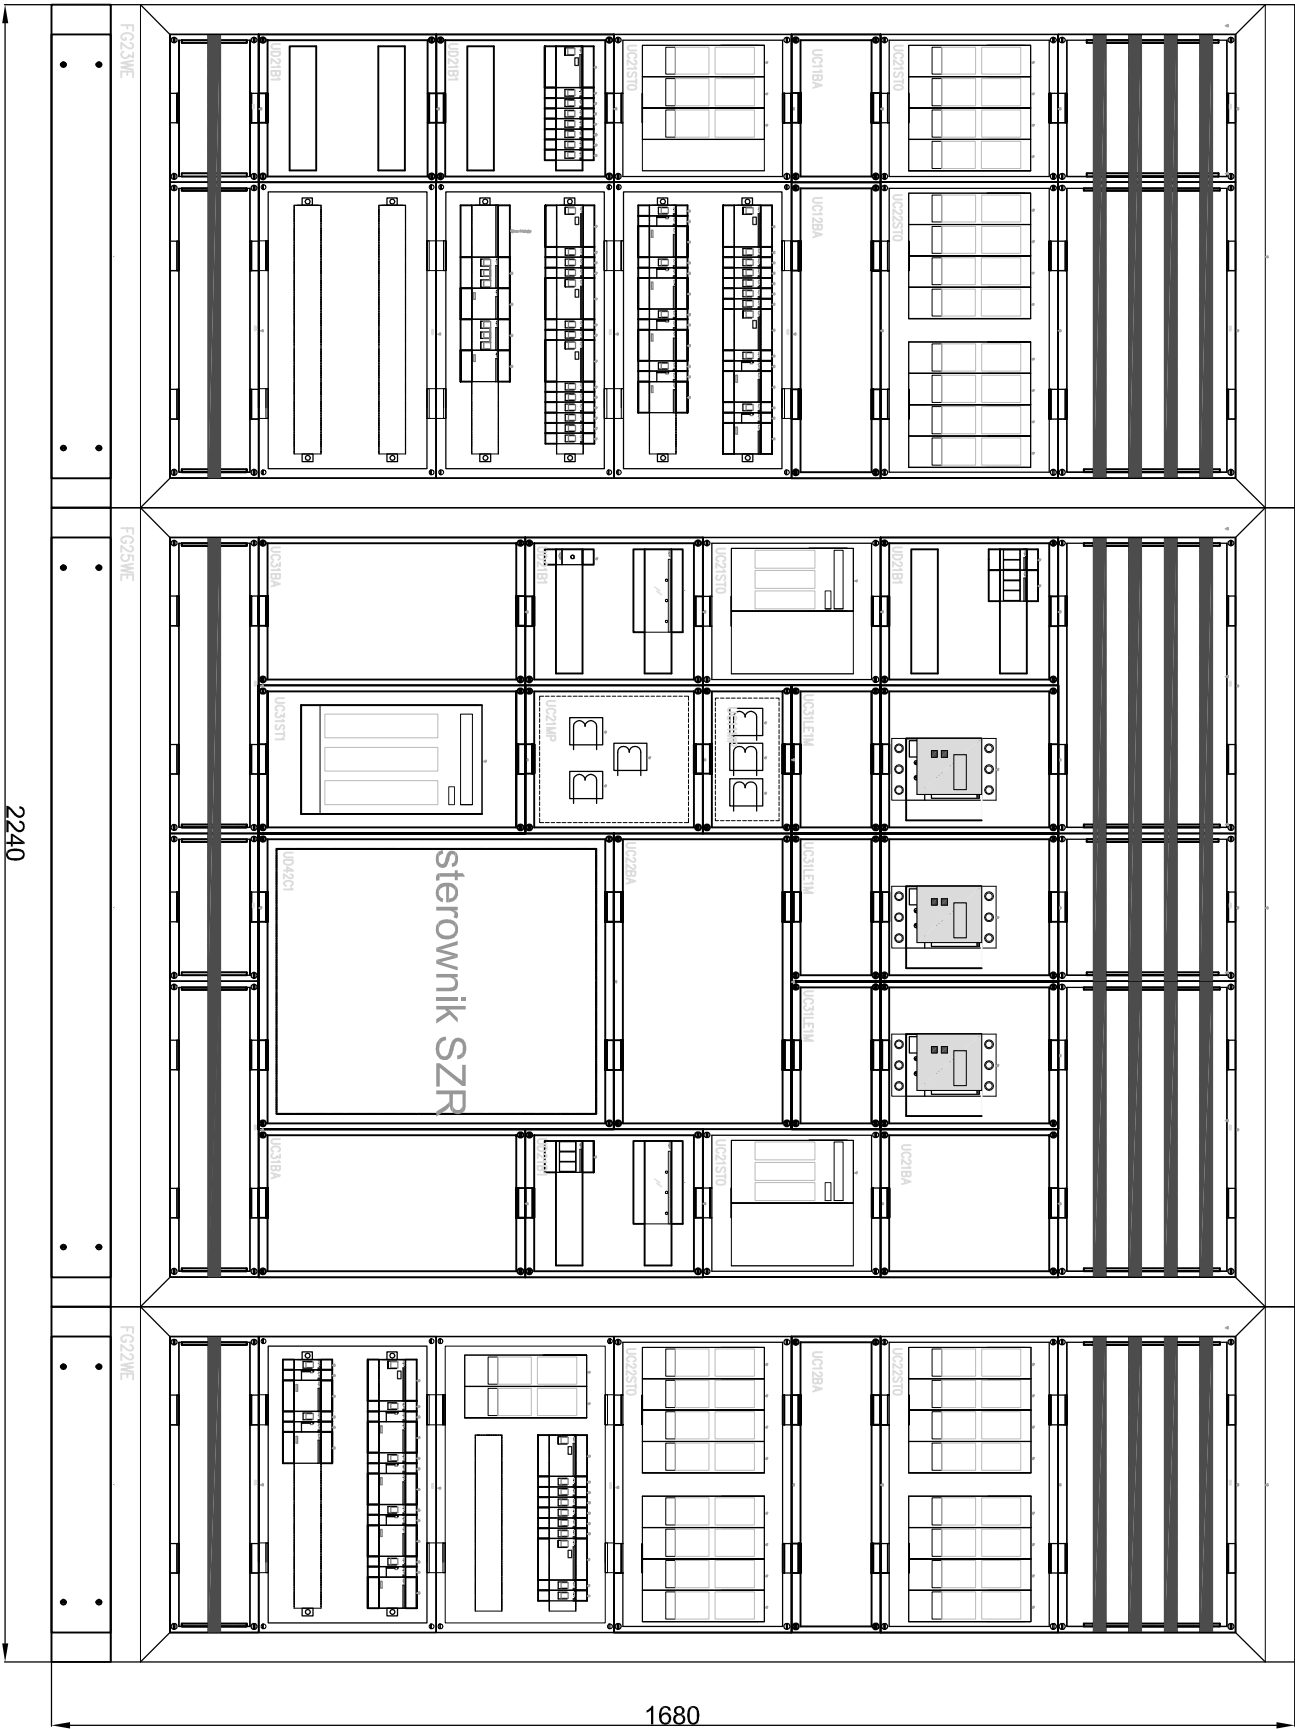 UC21ST0
UC22ST0
UD21B1
UC21BA
UC22ST0
UC11BA
UC12BA
UC31LE1M
UC31LE1M
UC31LE1M
UC12BA
UC21ST0
UC21ST0
UC21ST0
UC22BA
UC22ST0
UC21MP
UD21B1
sterownik SZR
UD21B1
UC31BA
UC31ST1
UD42C1
UC31BA
FG23WE
FG25WE
FG22WE
2240
1680